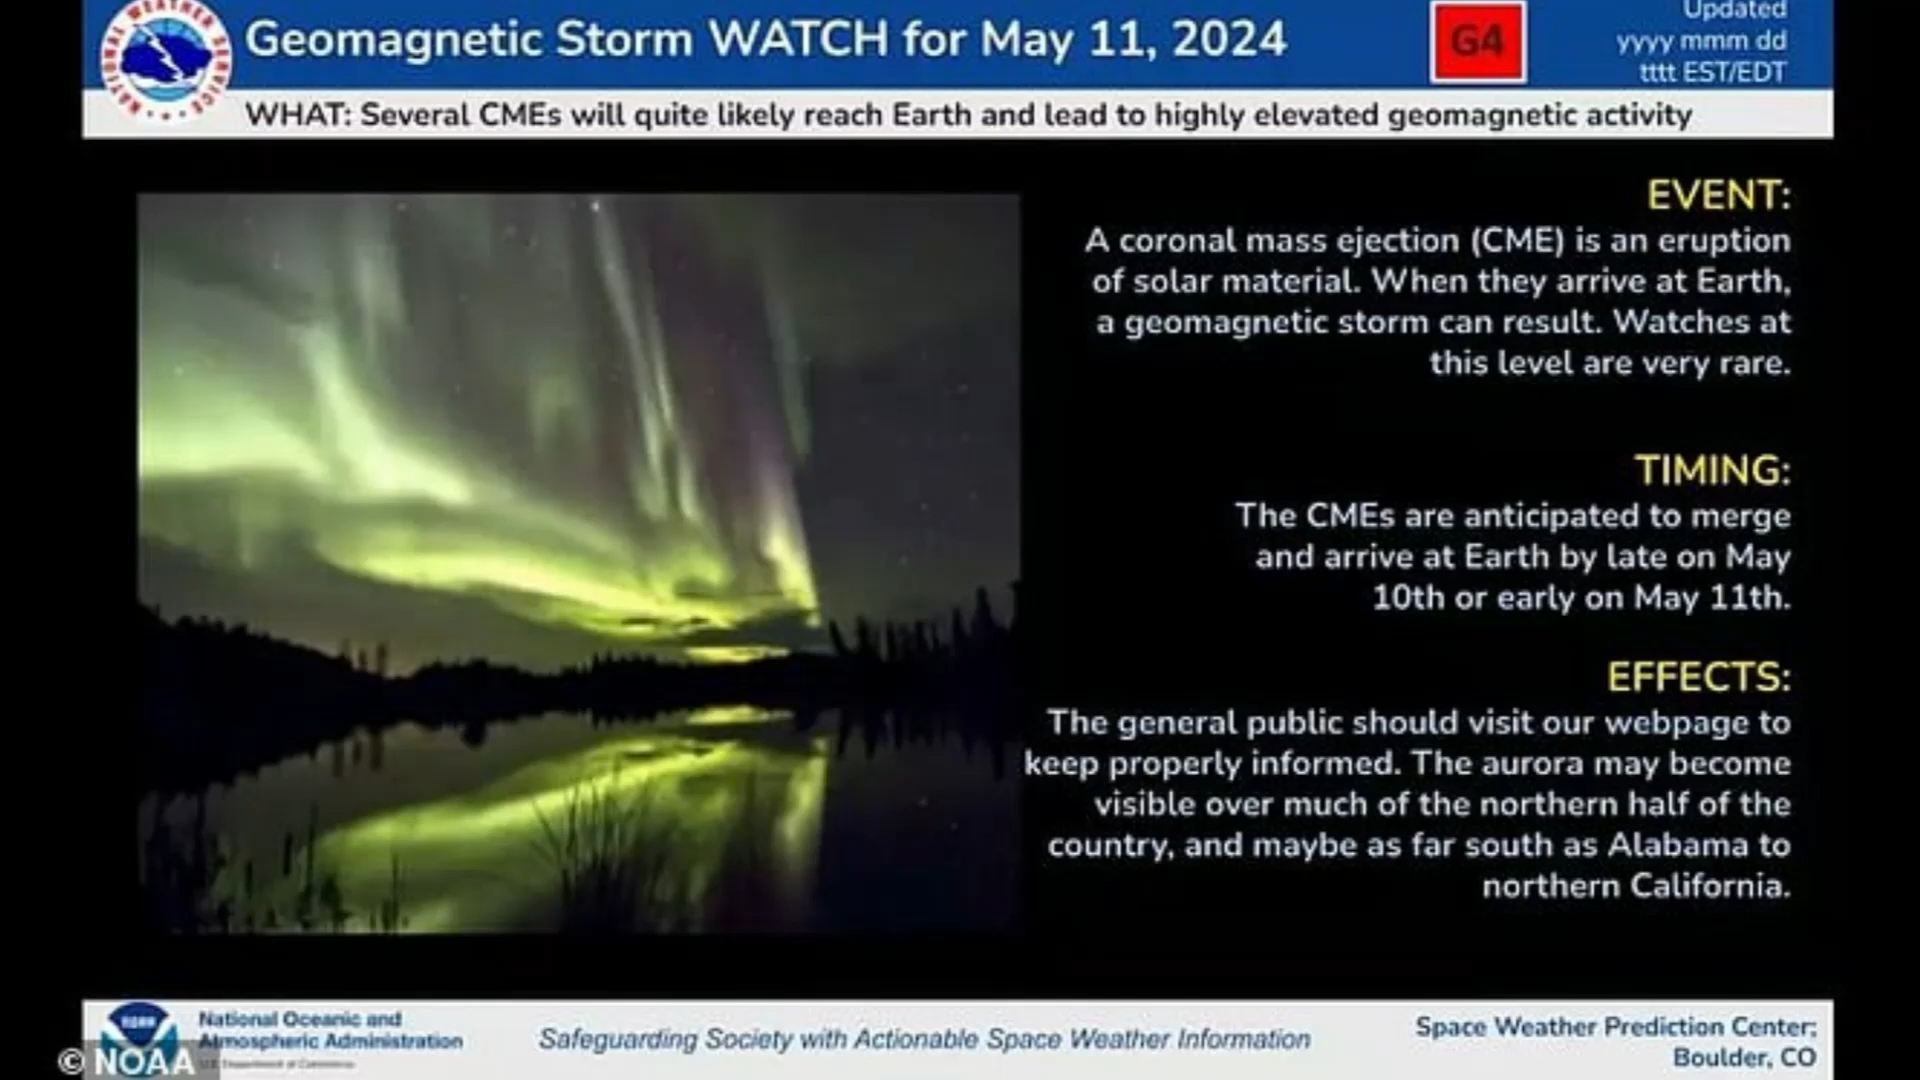 NATIONAL WEATHER SERVICE
Geomagnetic Storm WATCH for May 11, 2024
G4
Updated
yyyy mmm dd
tttt EST/EDT
WHAT: Several CMEs will quite likely reach Earth and lead to highly elevated geomagnetic activity
EVENT:
A coronal mass ejection (CME) is an eruption
of solar material. When they arrive at Earth,
a geomagnetic storm can result. Watches at
this level are very rare.
TIMING:
The CMEs are anticipated to merge
and arrive at Earth by late on May
10th or early on May 11th.
EFFECTS:
The general public should visit our webpage to
keep properly informed. The aurora may become
visible over much of the northern half of the
country, and maybe as far south as Alabama to
northern California.
NOAA
National Oceanic and
Atmospheric Administration
U.S. Department of Commerce
© NOAA
Safeguarding Society with Actionable Space Weather Information
Space Weather Prediction Center;
Boulder, CO